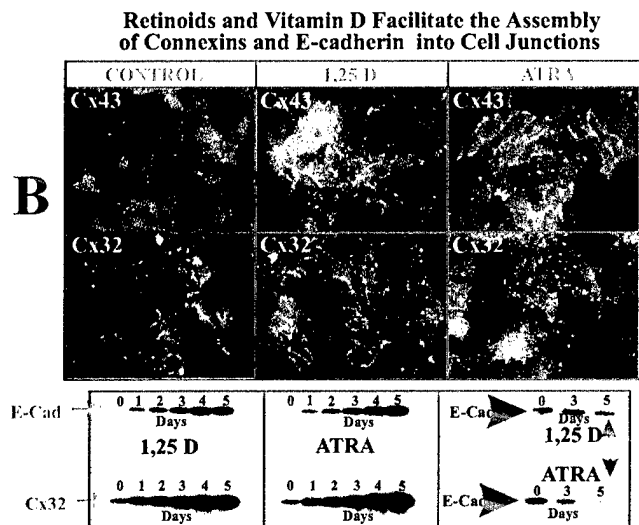 Retinoids and Vitamin D Facilitate the Assembly
of Connexins and E-cadherin into Cell Junctions
CONTROL 1,25 D ATRA
Cx43 Cx43 Cx43
B
Cx32 Cx32 Cx32
E-Cad 0 1 2 3 4 5
Days
1,25 D
Cx32 0 1 2 3 4 5
Days
0 1 2 3 4 5
Days
ATRA
0 1 2 3 4 5
Days
E-Cad 0 3 5
Days
1,25 D
ATRA
E-Cad 0 3 5
Days